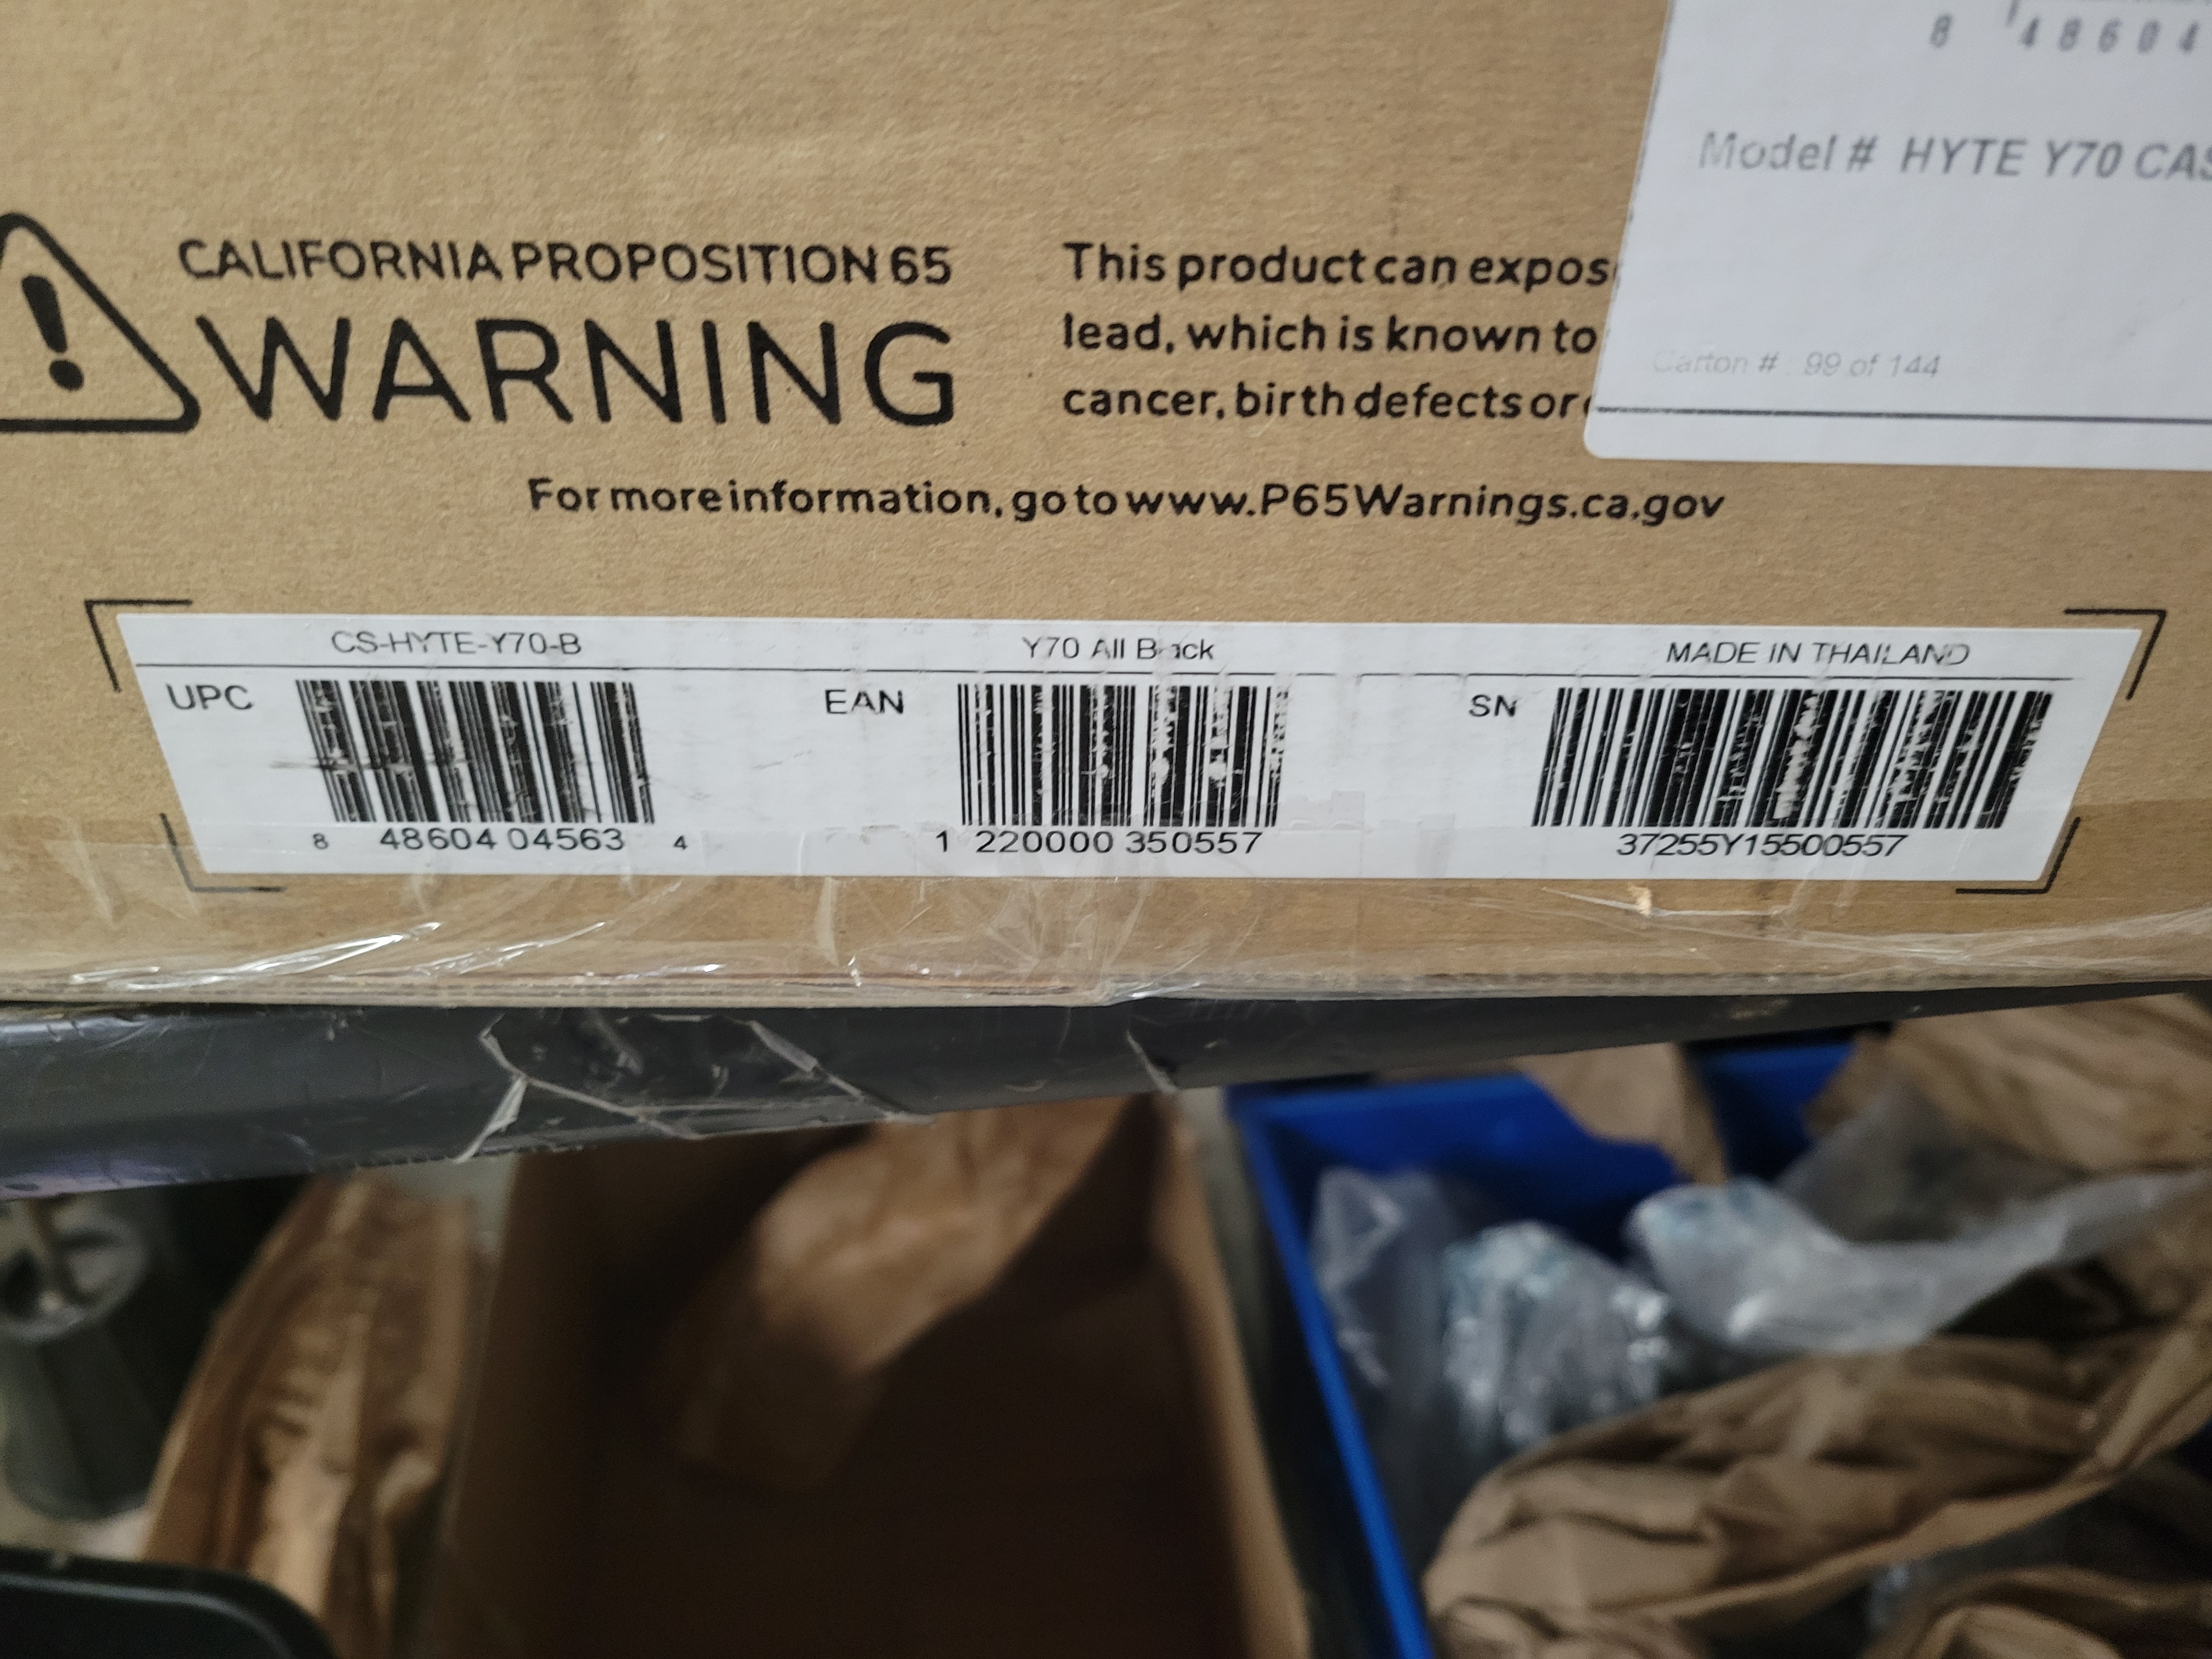 8 48604
Model # HYTE Y70 CAS
CALIFORNIA PROPOSITION 65
WARNING
This product can expos
lead, which is known to
cancer, birth defects or
Carton # 99 of 144
For more information, go to www.P65Warnings.ca.gov
CS-HYTE-Y70-B
Y70 All Black
MADE IN THAILAND
UPC
8 48604 04563 4
EAN
1 220000 350557
SN
37255Y15500557